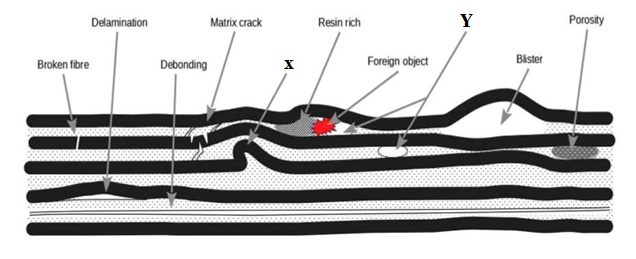 Delamination
Matrix crack
Resin rich
Y
Porosity
Broken fibre
Debonding
x
Foreign object
Blister